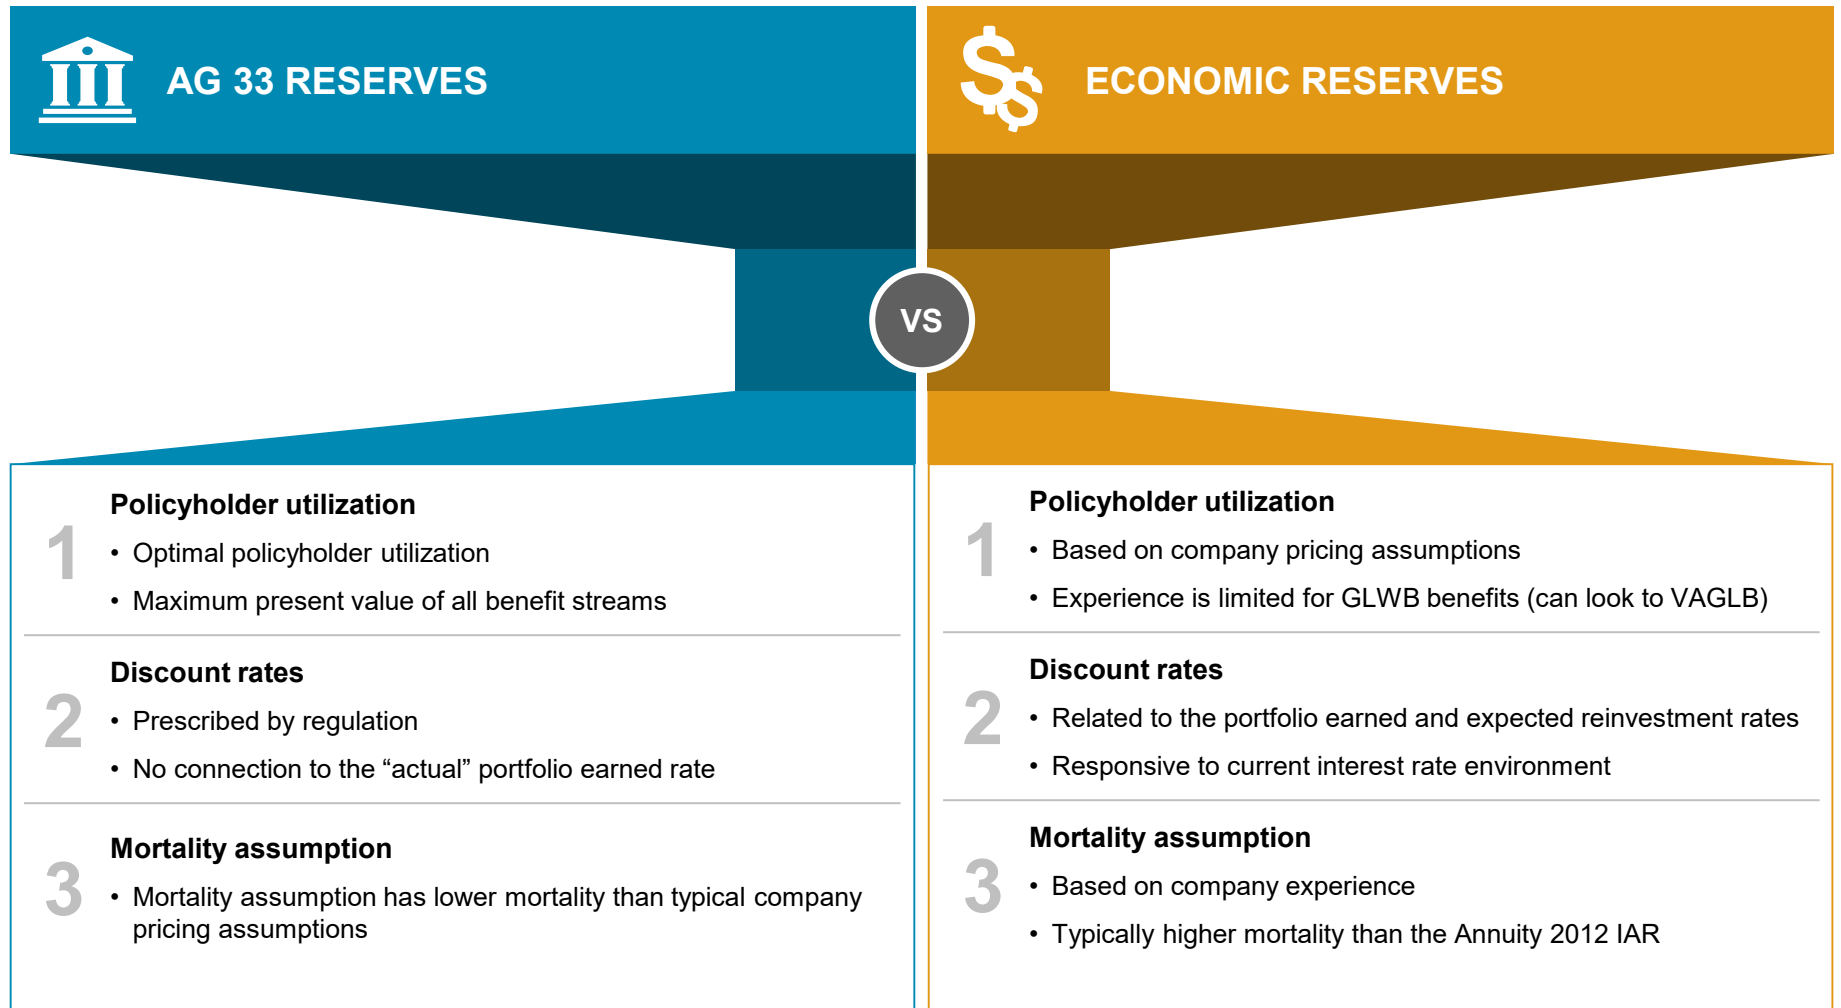 AG 33 RESERVES
ECONOMIC RESERVES
VS
1
Policyholder utilization
• Optimal policyholder utilization
• Maximum present value of all benefit streams
2
Discount rates
• Prescribed by regulation
• No connection to the “actual” portfolio earned rate
3
Mortality assumption
• Mortality assumption has lower mortality than typical company
pricing assumptions
1
Policyholder utilization
• Based on company pricing assumptions
• Experience is limited for GLWB benefits (can look to VAGLB)
2
Discount rates
• Related to the portfolio earned and expected reinvestment rates
• Responsive to current interest rate environment
3
Mortality assumption
• Based on company experience
• Typically higher mortality than the Annuity 2012 IAR